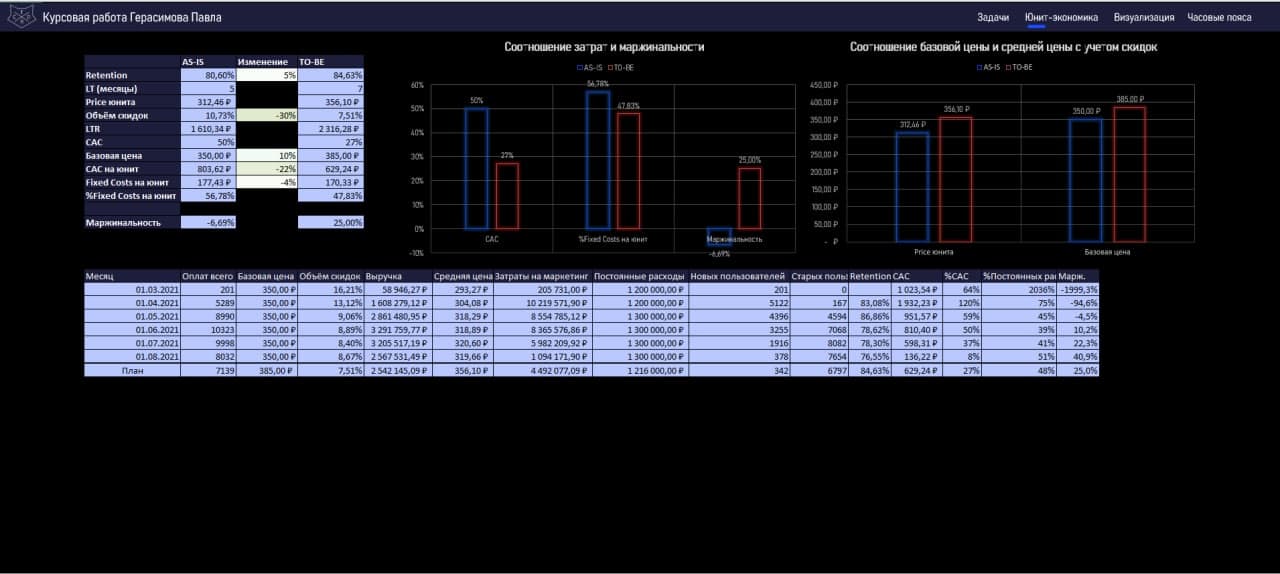 Курсовая работа Герасимова Павла
Задачи Юнит-экономика Визуализация Часовые пояса
AS-IS Изменение TO-BE
Retention 80,60% 5% 84,63%
LT (месяцы) 5 7
Price юнита 312,46 ₽ 356,10 ₽
Объём скидок 10,73% -30% 7,51%
LTR 1 610,34 ₽ 2 316,28 ₽
CAC 50% 27%
Базовая цена 350,00 ₽ 10% 385,00 ₽
CAC на юнит 803,62 ₽ -22% 629,24 ₽
Fixed Costs на юнит 177,43 ₽ -4% 170,33 ₽
%Fixed Costs на юнит 56,78% 47,83%
Маржинальность -6,69% 25,00%
Соотношение затрат и маржинальности
AS-IS TO-BE
60%
50%
40%
30%
20%
10%
0%
-10%
50% 27% 56,78% 47,83% 25,00% -6,69%
CAC %Fixed Costs на юнит Маржинальность
Соотношение базовой цены и средней цены с учетом скидок
AS-IS TO-BE
450,00 ₽
400,00 ₽
350,00 ₽
300,00 ₽
250,00 ₽
200,00 ₽
150,00 ₽
100,00 ₽
50,00 ₽
- ₽
312,46 ₽ 356,10 ₽ 350,00 ₽ 385,00 ₽
Price юнита Базовая цена
Месяц Оплат всего Базовая цена Объём скидок Выручка Средняя цена Затраты на маркетинг Постоянные расходы Новых пользователей Старых поль Retention CAC %CAC %Постоянных ра Марж.
01.03.2021 201 350,00 ₽ 16,21% 58 946,27 ₽ 293,27 ₽ 205 731,00 ₽ 1 200 000,00 ₽ 201 0 1 023,54 ₽ 64% 2036% -1999,3%
01.04.2021 5289 350,00 ₽ 13,12% 1 608 279,12 ₽ 304,08 ₽ 10 219 571,90 ₽ 1 200 000,00 ₽ 5122 167 83,08% 1 932,23 ₽ 120% 75% -94,6%
01.05.2021 8990 350,00 ₽ 9,06% 2 861 480,95 ₽ 318,29 ₽ 8 554 785,12 ₽ 1 300 000,00 ₽ 4396 4594 86,86% 951,57 ₽ 59% 45% -4,5%
01.06.2021 10323 350,00 ₽ 8,89% 3 291 759,77 ₽ 318,89 ₽ 8 365 576,86 ₽ 1 300 000,00 ₽ 3255 7068 78,62% 810,40 ₽ 50% 39% 10,2%
01.07.2021 9998 350,00 ₽ 8,40% 3 205 517,19 ₽ 320,60 ₽ 5 982 209,92 ₽ 1 300 000,00 ₽ 1916 8082 78,30% 598,31 ₽ 37% 41% 22,3%
01.08.2021 8032 350,00 ₽ 8,67% 2 567 531,49 ₽ 319,66 ₽ 1 094 171,90 ₽ 1 300 000,00 ₽ 378 7654 76,55% 136,22 ₽ 8% 51% 40,9%
План 7139 385,00 ₽ 7,51% 2 542 145,09 ₽ 356,10 ₽ 4 492 077,09 ₽ 1 216 000,00 ₽ 342 6797 84,63% 629,24 ₽ 27% 48% 25,0%